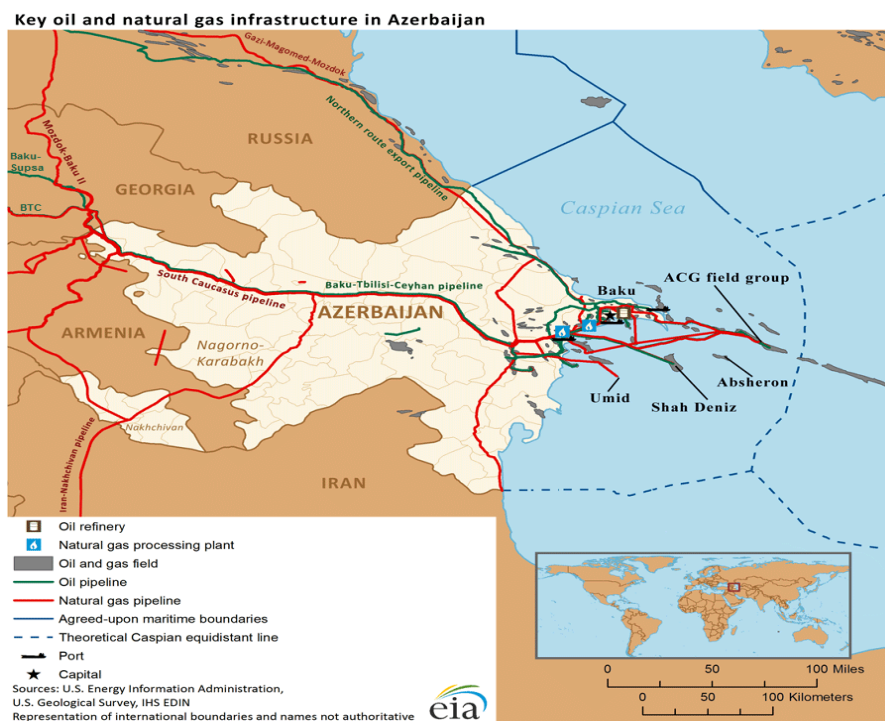 Key oil and natural gas infrastructure in Azerbaijan
Gazi-Magomed-Mozdok
Northern route export pipeline
RUSSIA
Mozdok-Baku II
Baku-
Supsa
GEORGIA
BTC
Caspian Sea
ACG field group
Baku
Baku-Tbilisi-Ceyhan pipeline
South Caucasus pipeline
AZERBAIJAN
ARMENIA
Nagorno-
Karabakh
Absheron
Umid
Shah Deniz
Nakhchivan
Iran-Nakhchivan pipeline
IRAN
Oil refinery
Natural gas processing plant
Oil and gas field
Oil pipeline
Natural gas pipeline
Agreed-upon maritime boundaries
Theoretical Caspian equidistant line
Port
Capital
Sources: U.S. Energy Information Administration,
U.S. Geological Survey, IHS EDIN
Representation of international boundaries and names not authoritative
eia
0 50 100 Miles
0 50 100 Kilometers